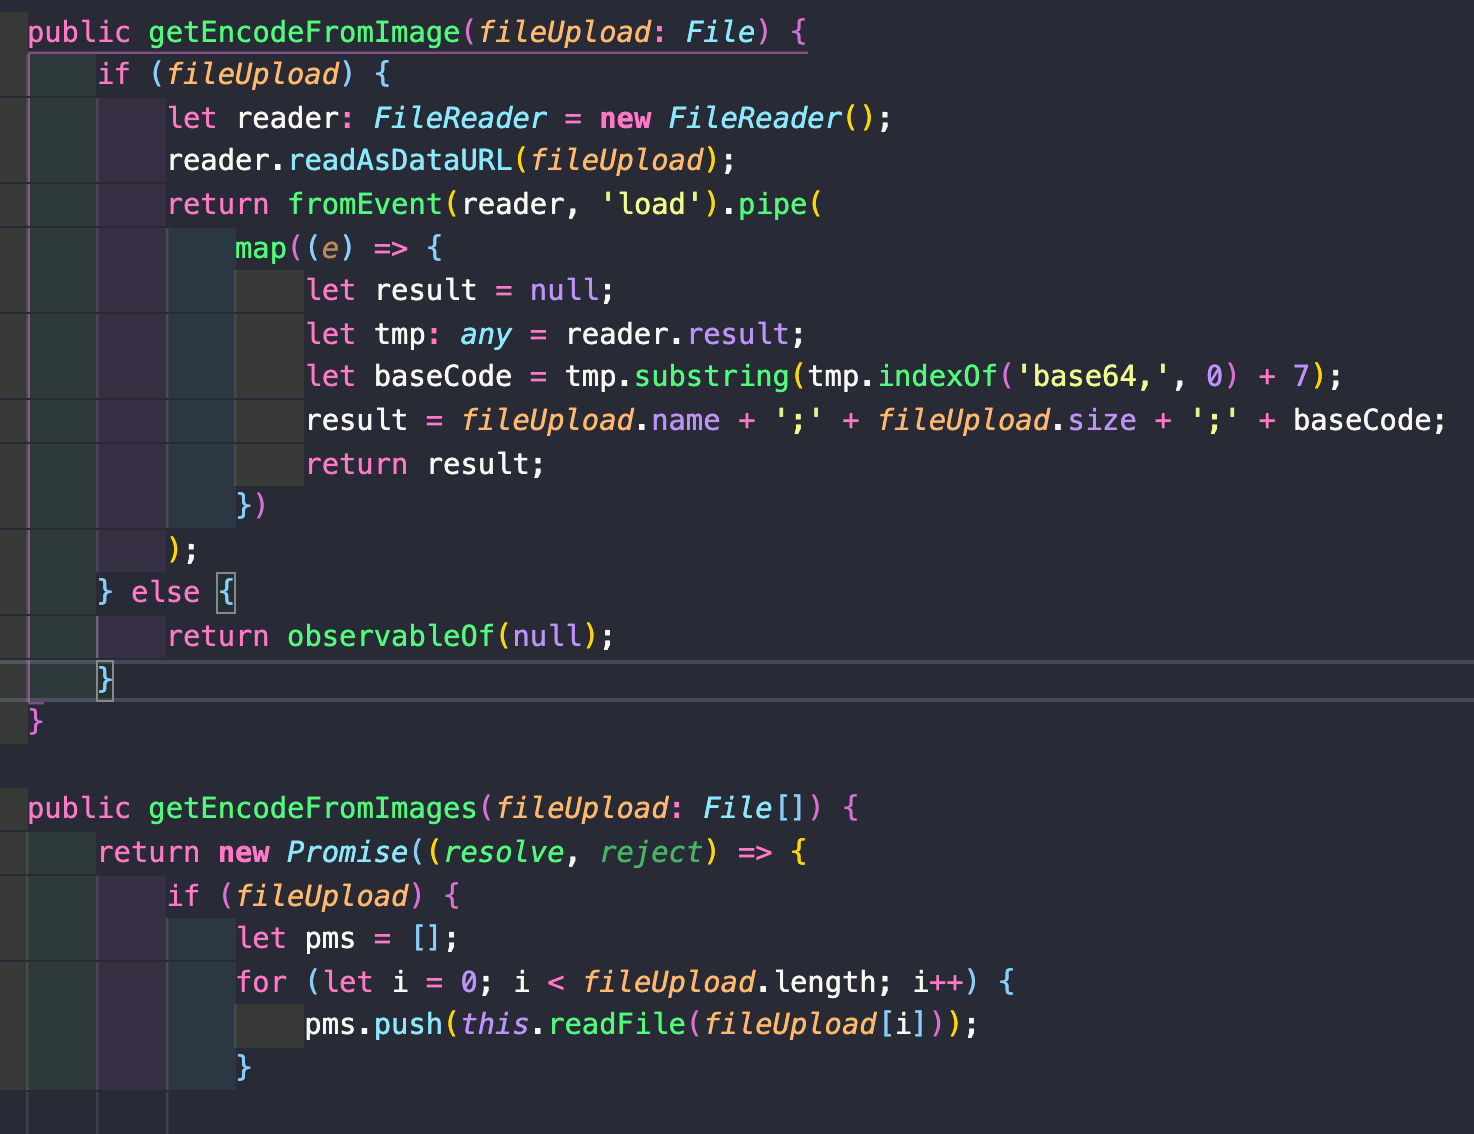 public getEncodeFromImage(fileUpload: File) {
if (fileUpload) {
let reader: FileReader = new FileReader();
reader.readAsDataURL(fileUpload);
return fromEvent(reader, 'load').pipe(
map((e) => {
let result = null;
let tmp: any = reader.result;
let baseCode = tmp.substring(tmp.indexOf('base64,', 0) + 7);
result = fileUpload.name + ';' + fileUpload.size + ';' + baseCode;
return result;
})
);
} else {
return observableOf(null);
}
}
public getEncodeFromImages(fileUpload: File[]) {
return new Promise((resolve, reject) => {
if (fileUpload) {
let pms = [];
for (let i = 0; i < fileUpload.length; i++) {
pms.push(this.readFile(fileUpload[i]));
}